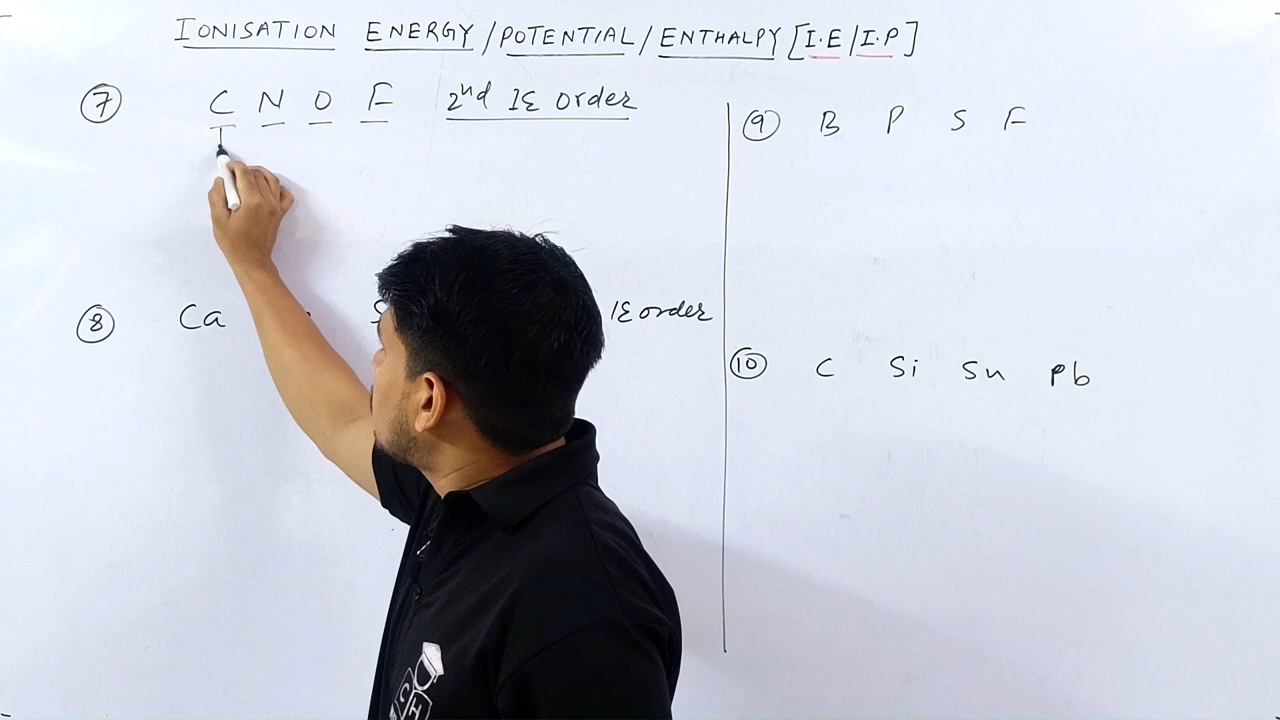 IONISATION ENERGY/POTENTIAL/ENTHALPY [I.E/I.P]
⑦ C N O F 2nd IE Order
⑧ Ca S IE order
⑨ B P S F
⑩ C Si Sn Pb